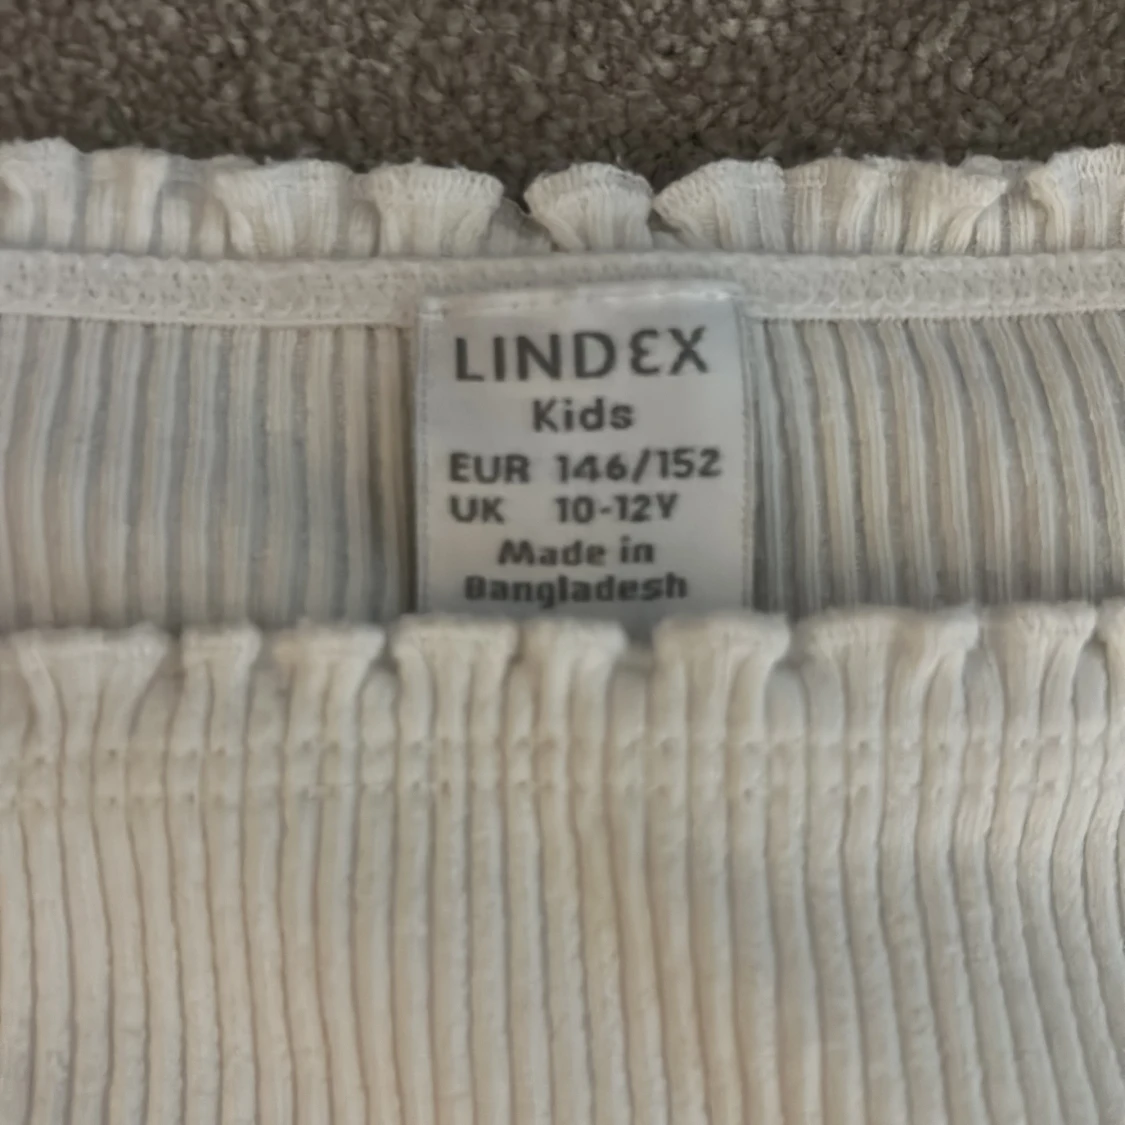 LINDEX
Kids
EUR 146/152
UK 10-12Y
Made in
Bangladesh